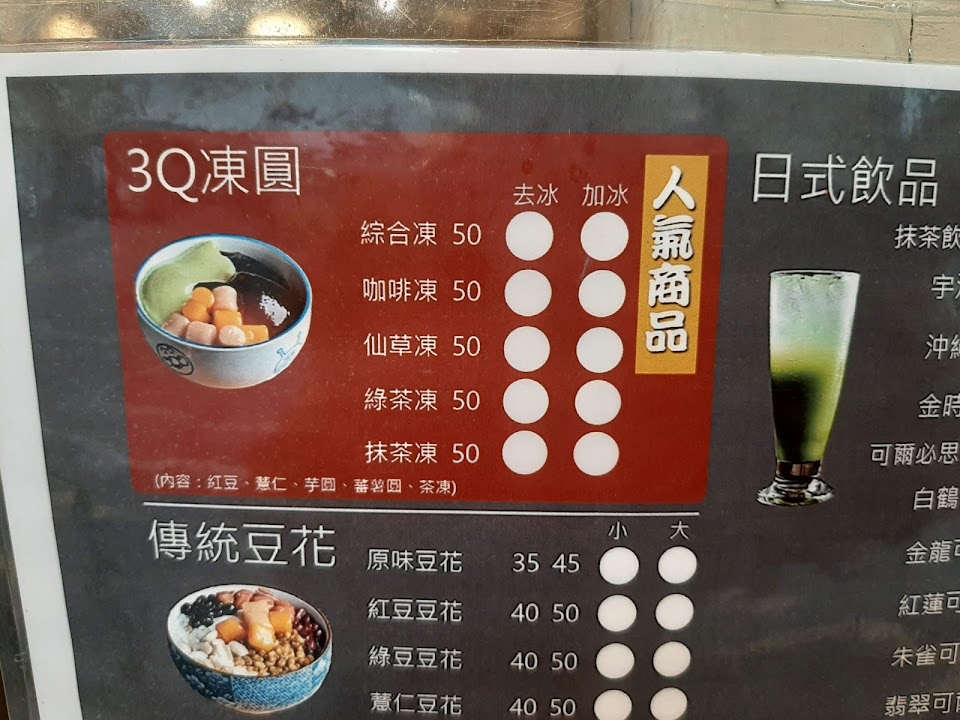 3Q凍圓
去冰 加冰
人氣商品
綜合凍 50
咖啡凍 50
仙草凍 50
綠茶凍 50
抹茶凍 50
(內容：紅豆、薏仁、芋圓、蕃薯圓、茶凍)
傳統豆花
小 大
原味豆花 35 45
紅豆豆花 40 50
綠豆豆花 40 50
薏仁豆花 40 50
日式飲品
抹茶飲
宇
沖
金時
可爾必思
白鶴
金龍可
紅蓮可
朱雀可
翡翠可